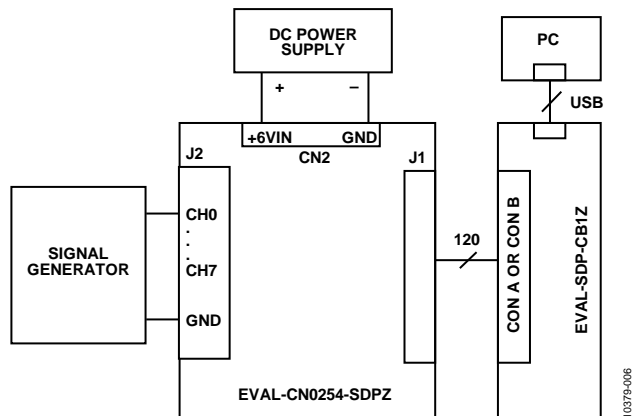 DC POWER
SUPPLY
PC
+
–
USB
+6VIN
GND
CN2
J2
J1
CH0
.
.
.
CH7
GND
SIGNAL
GENERATOR
120
CON A OR CON B
EVAL-SDP-CB1Z
EVAL-CN0254-SDPZ
10379-006